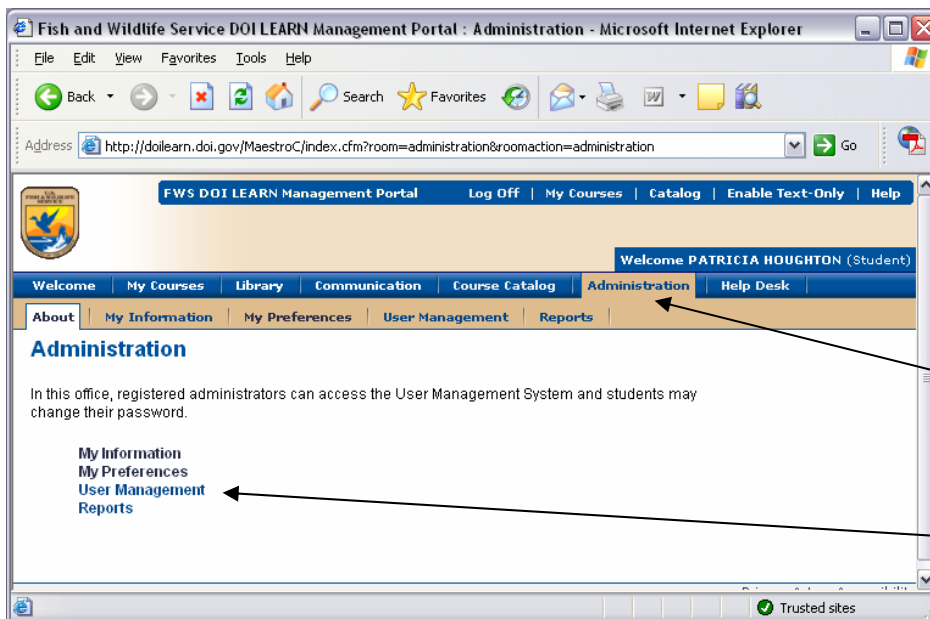 Fish and Wildlife Service DOI LEARN Management Portal : Administration - Microsoft Internet Explorer
File Edit View Favorites Tools Help
Back Search Favorites
Address http://doilearn.doi.gov/MaestroC/index.cfm?room=administration&roomaction=administration Go
FWS DOI LEARN Management Portal Log Off | My Courses | Catalog | Enable Text-Only | Help
Welcome PATRICIA HOUGHTON (Student)
Welcome My Courses Library Communication Course Catalog Administration Help Desk
About My Information My Preferences User Management Reports
Administration
In this office, registered administrators can access the User Management System and students may
change their password.
My Information
My Preferences
User Management
Reports
Trusted sites